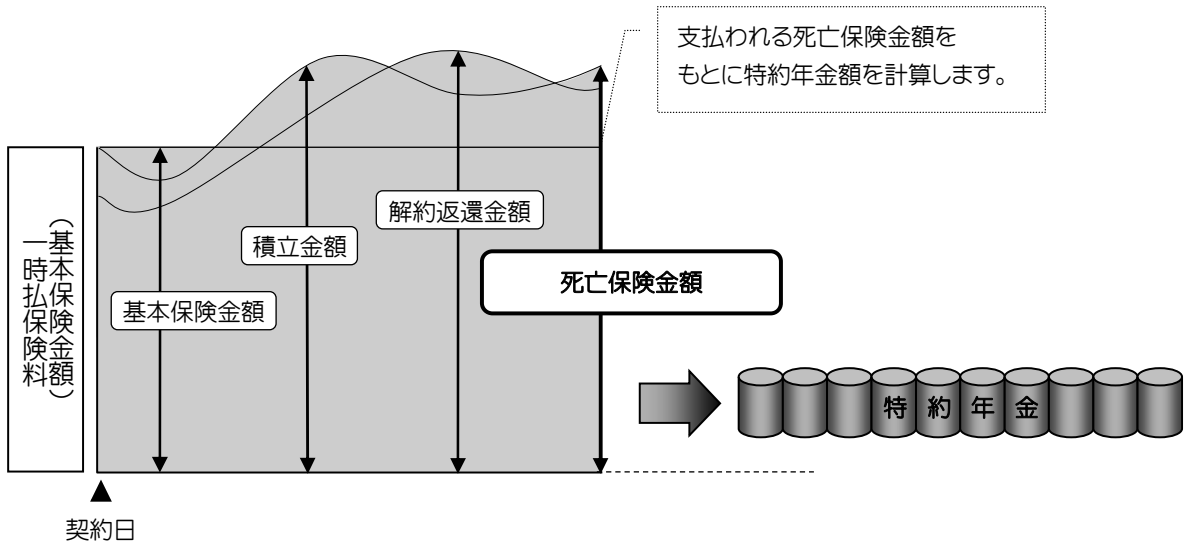 支払われる死亡保険金額を
もとに特約年金額を計算します。
解約返還金額
積立金額
基本保険金額
死亡保険金額
一時払保険料
（基本保険金額）
特約年金
契約日